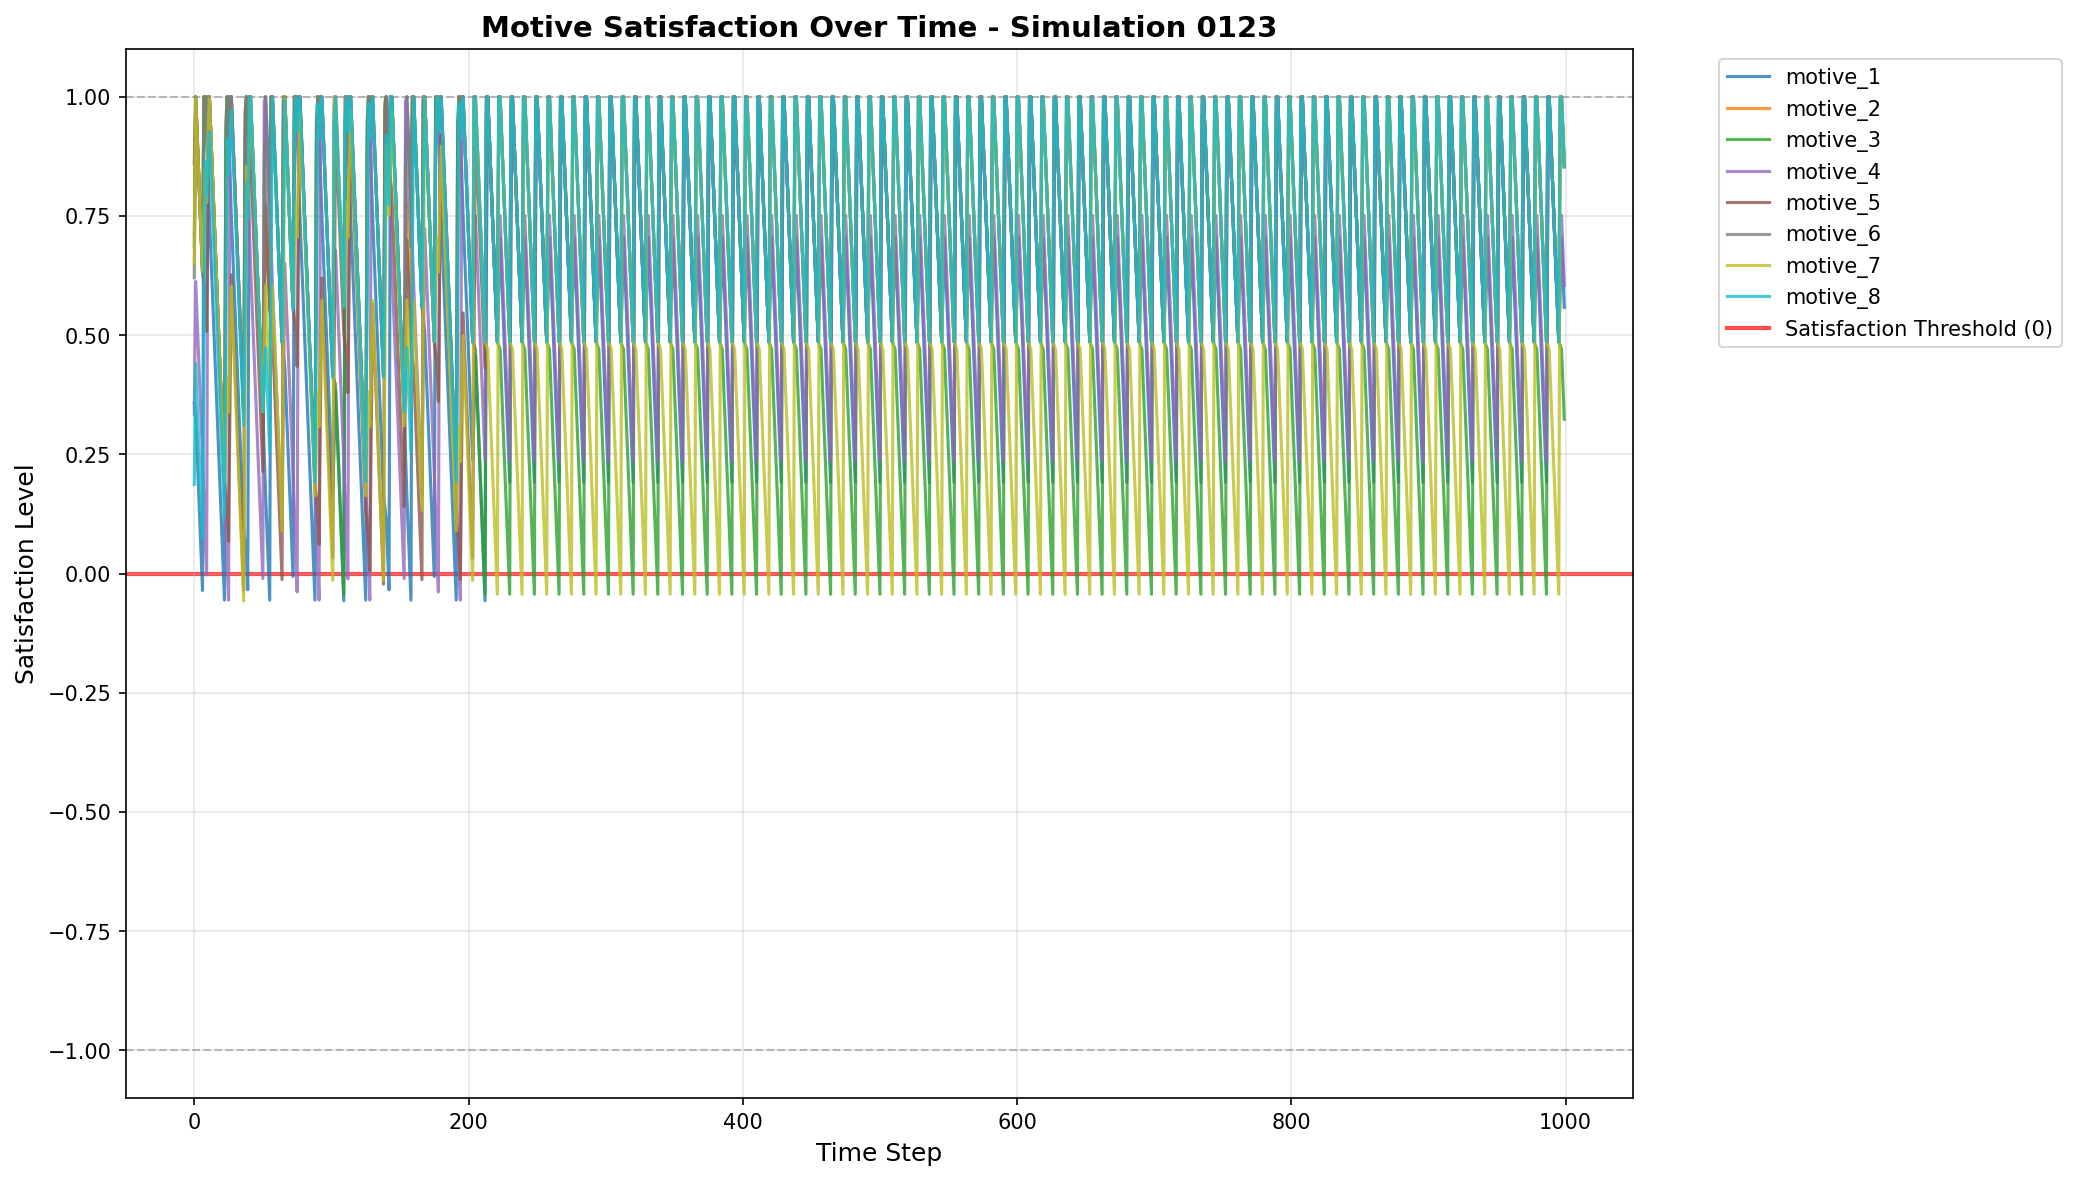 Motive Satisfaction Over Time - Simulation 0123
Satisfaction Level
1.00
0.75
0.50
0.25
0.00
−0.25
−0.50
−0.75
−1.00
0
200
400
600
800
1000
Time Step
motive_1
motive_2
motive_3
motive_4
motive_5
motive_6
motive_7
motive_8
Satisfaction Threshold (0)